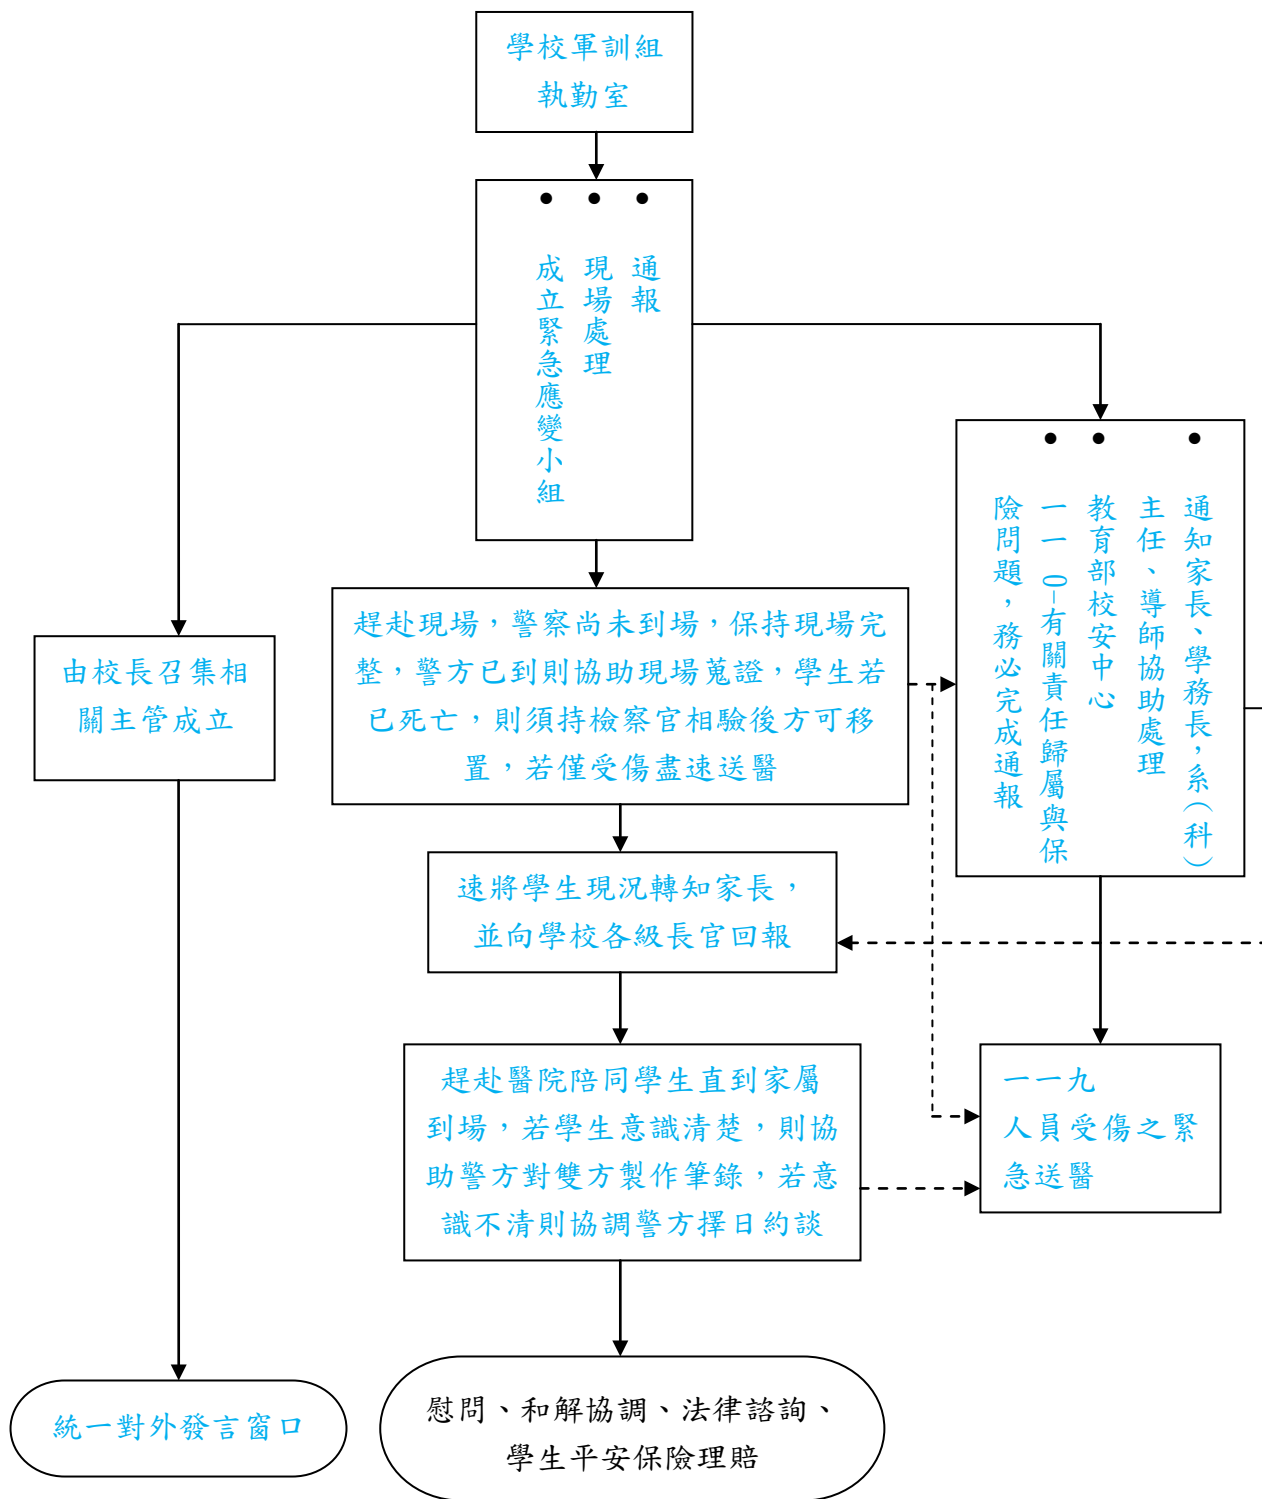 學校軍訓組
執勤室
• 通報
• 現場處理
• 成立緊急應變小組
• 通知家長、學務長，系(科)
主任、導師協助處理
• 教育部校安中心
• 一一0-有關責任歸屬與保
險問題，務必完成通報
趕赴現場，警察尚未到場，保持現場完
整，警方已到則協助現場蒐證，學生若
已死亡，則須持檢察官相驗後方可移
置，若僅受傷盡速送醫
由校長召集相
關主管成立
速將學生現況轉知家長，
並向學校各級長官回報
趕赴醫院陪同學生直到家屬
到場，若學生意識清楚，則協
助警方對雙方製作筆錄，若意
識不清則協調警方擇日約談
一一九
人員受傷之緊
急送醫
統一對外發言窗口
慰問、和解協調、法律諮詢、
學生平安保險理賠